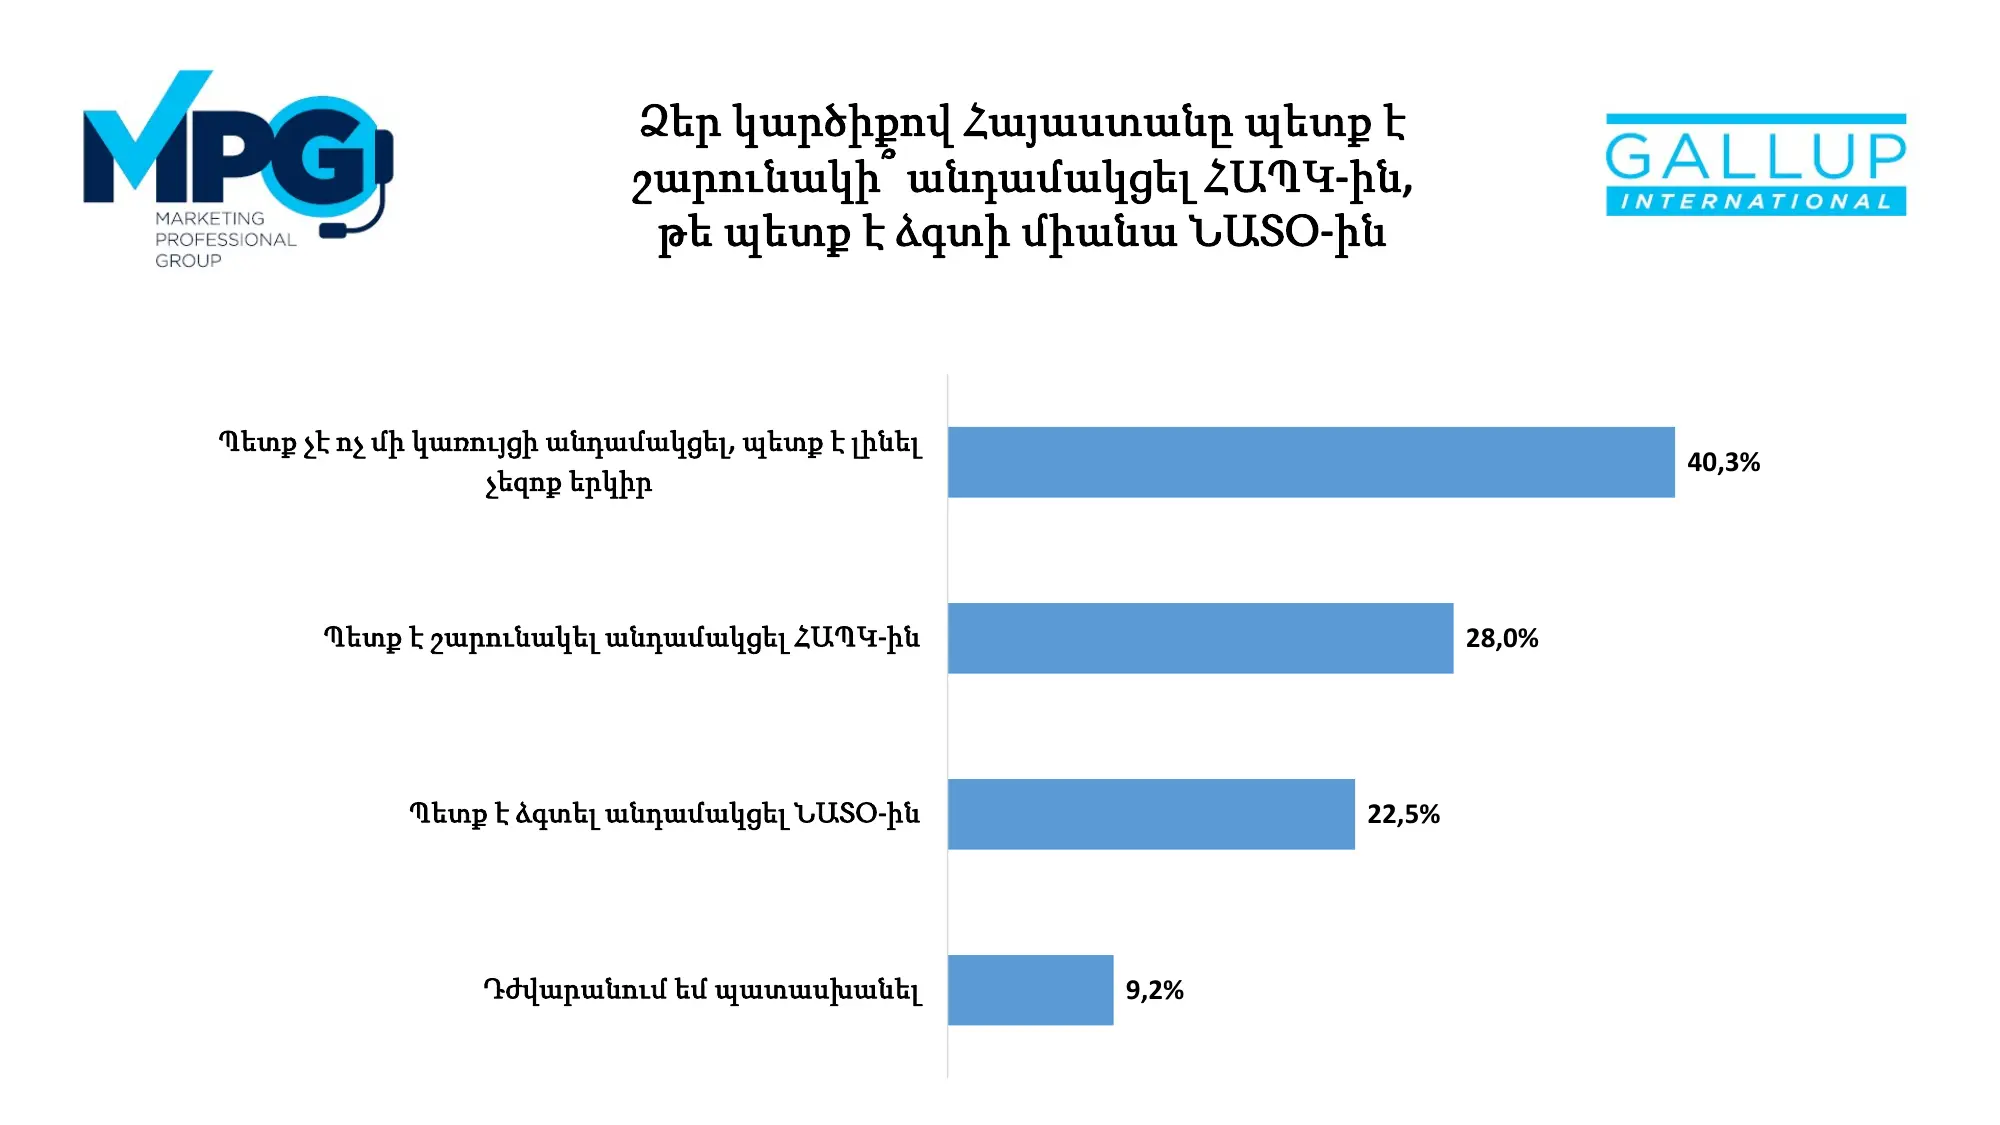 MPG
MARKETING
PROFESSIONAL
GROUP
Ձեր կարծիքով Հայաստանը պետք է
շարունակի՞ անդամակցել ՀԱՊԿ-ին,
թե պետք է ձգտի միանա ՆԱՏՕ-ին
GALLUP
INTERNATIONAL
Պետք չէ ոչ մի կառույցի անդամակցել, պետք է լինել
չեզոք երկիր
40,3%
Պետք է շարունակել անդամակցել ՀԱՊԿ-ին
28,0%
Պետք է ձգտել անդամակցել ՆԱՏՕ-ին
22,5%
Դժվարանում եմ պատասխանել
9,2%